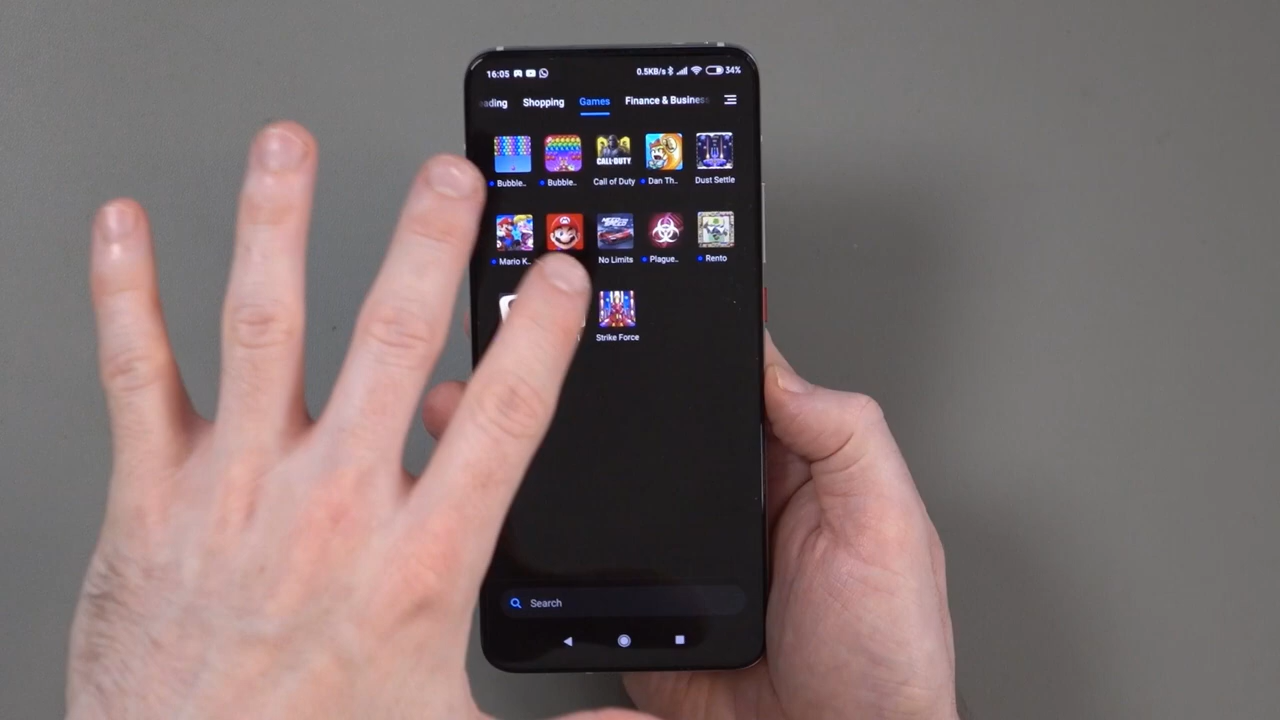 16:05 0.5KB/s 34%
ading Shopping Games Finance & Business
CALL·DUTY
Bubble.. Bubble.. Call of Duty Dan Th.. Dust Settle
Mario K.. No Limits Plague.. Rento
Strike Force
Search